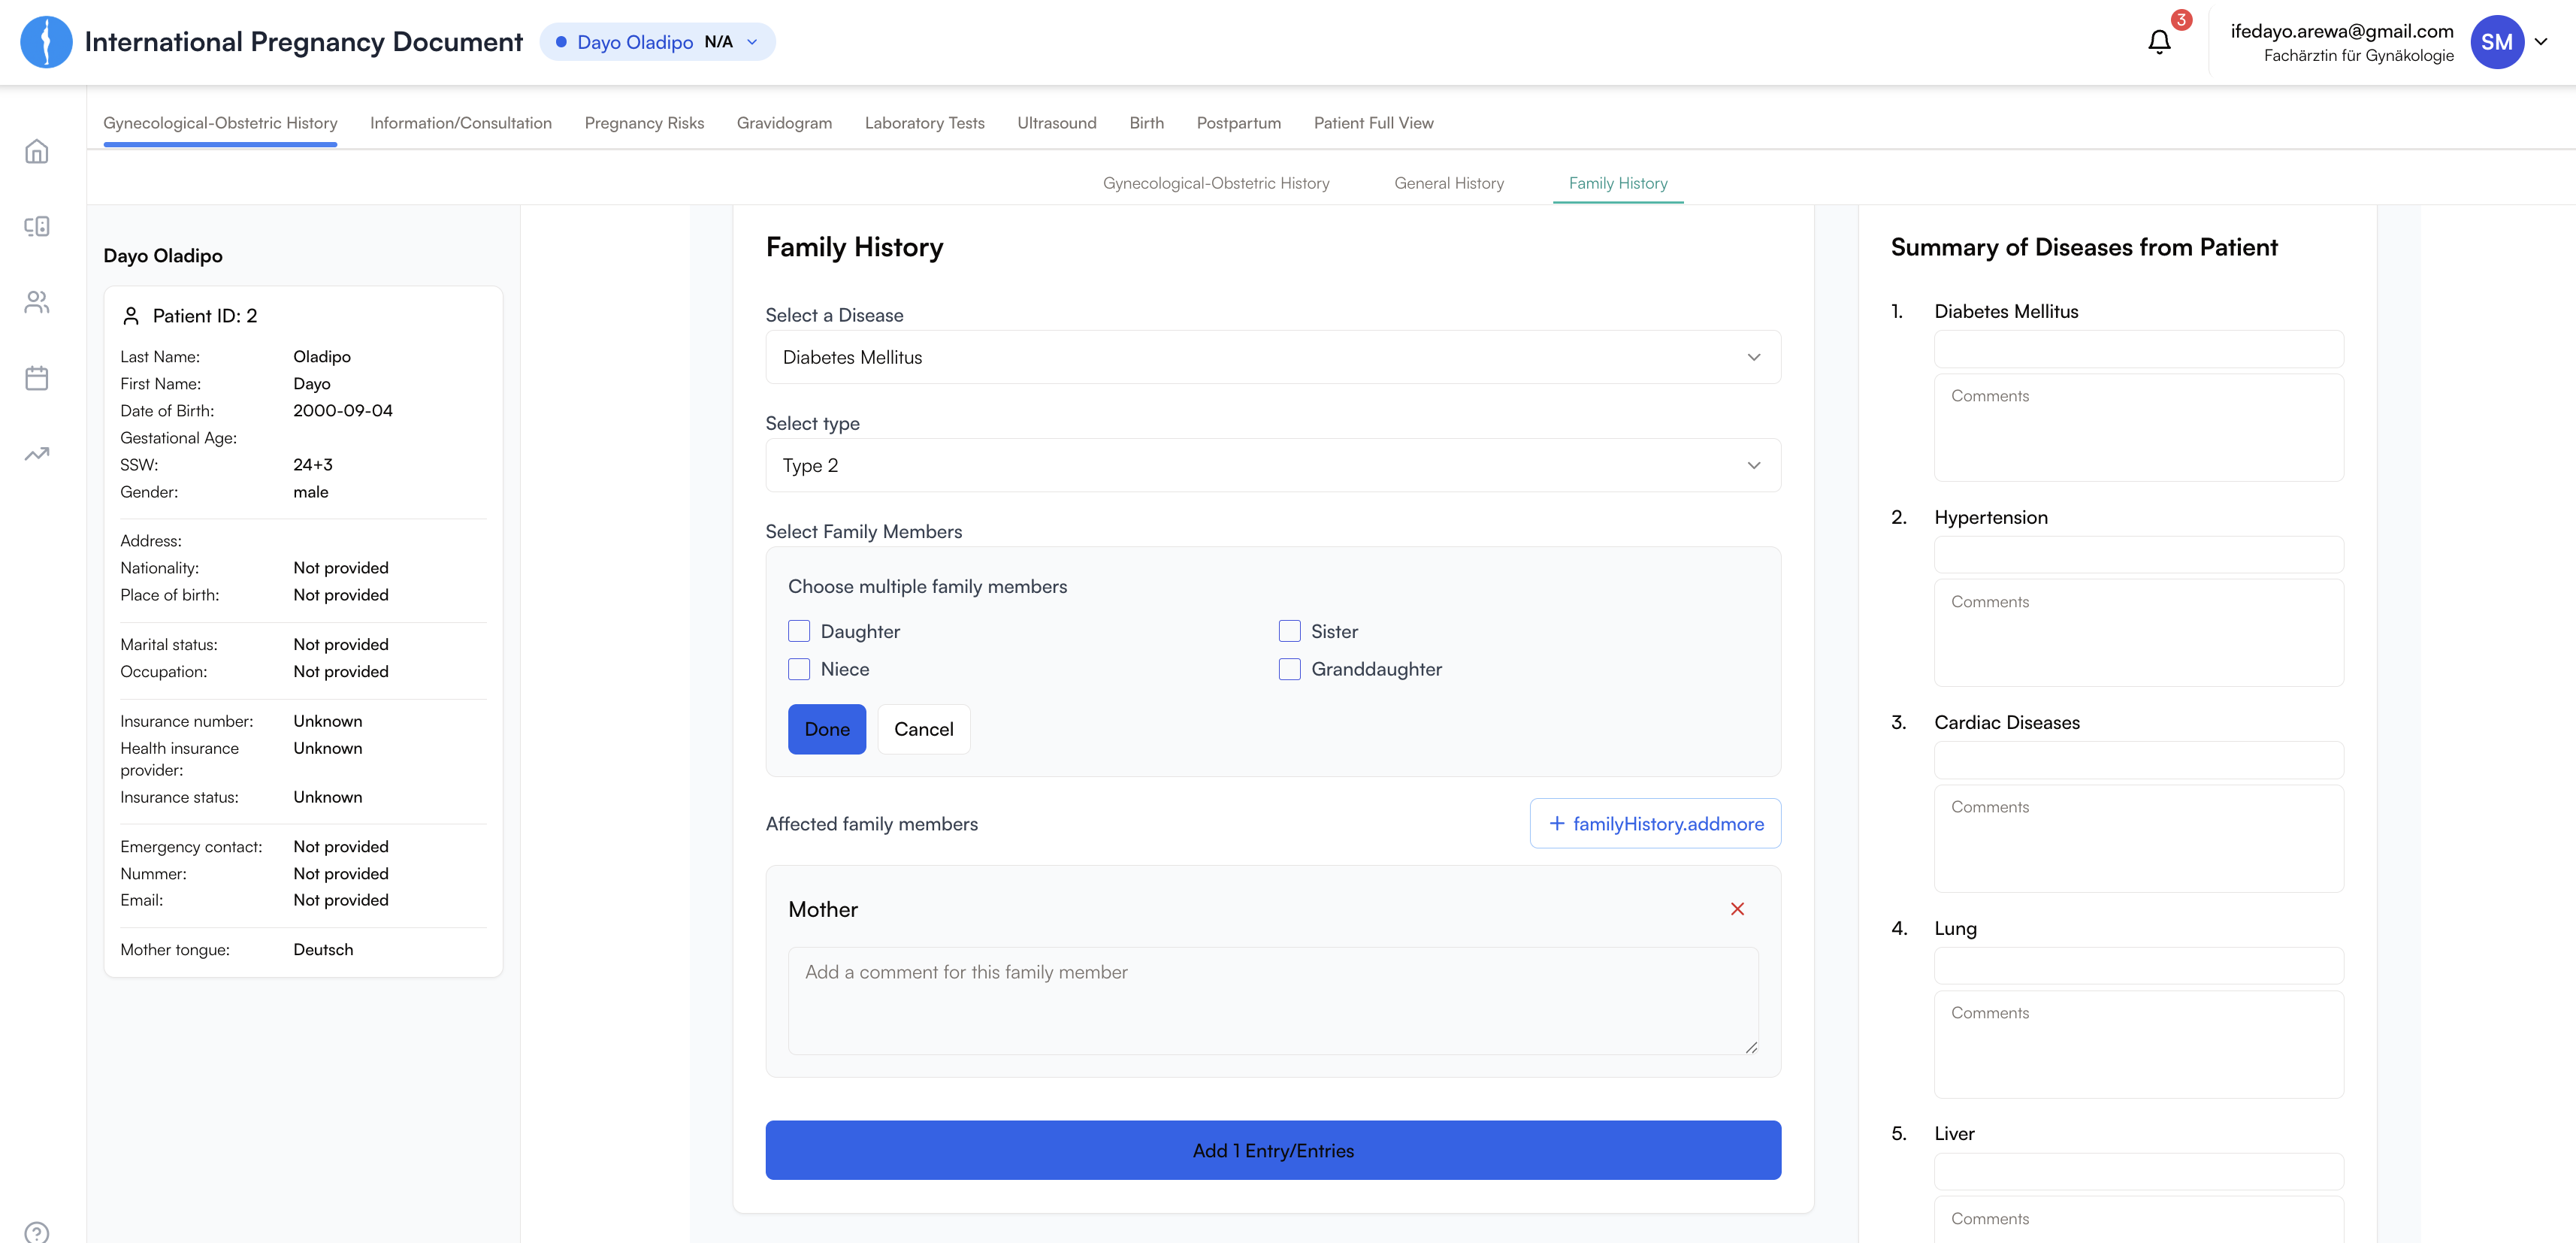 International Pregnancy Document
Dayo Oladipo N/A
3
ifedayo.arewa@gmail.com
Fachärztin für Gynäkologie
SM
Gynecological-Obstetric History
Information/Consultation
Pregnancy Risks
Gravidogram
Laboratory Tests
Ultrasound
Birth
Postpartum
Patient Full View
Gynecological-Obstetric History
General History
Family History
Dayo Oladipo
Patient ID: 2
Last Name: Oladipo
First Name: Dayo
Date of Birth: 2000-09-04
Gestational Age:
SSW: 24+3
Gender: male
Address:
Nationality: Not provided
Place of birth: Not provided
Marital status: Not provided
Occupation: Not provided
Insurance number: Unknown
Health insurance Unknown
provider:
Insurance status: Unknown
Emergency contact: Not provided
Nummer: Not provided
Email: Not provided
Mother tongue: Deutsch
Family History
Select a Disease
Diabetes Mellitus
Select type
Type 2
Select Family Members
Choose multiple family members
Daughter
Sister
Niece
Granddaughter
Done
Cancel
Affected family members
+ familyHistory.addmore
Mother
Add a comment for this family member
Add 1 Entry/Entries
Summary of Diseases from Patient
1. Diabetes Mellitus
Comments
2. Hypertension
Comments
3. Cardiac Diseases
Comments
4. Lung
Comments
5. Liver
Comments